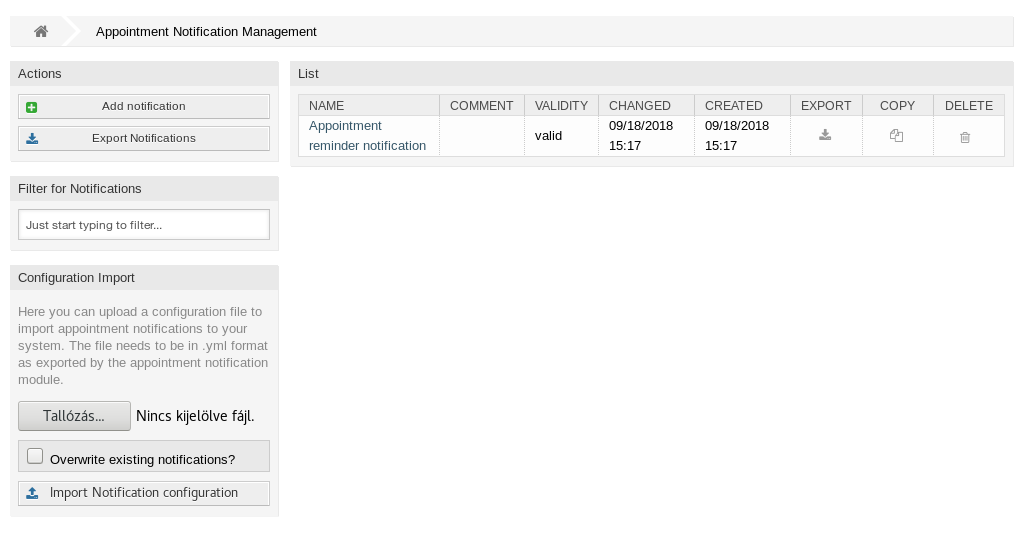 Appointment Notification Management
Actions
Add notification
Export Notifications
Filter for Notifications
Just start typing to filter...
Configuration Import
Here you can upload a configuration file to
import appointment notifications to your
system. The file needs to be in .yml format
as exported by the appointment notification
module.
Tallózás... Nincs kijelölve fájl.
Overwrite existing notifications?
Import Notification configuration
List
NAME COMMENT VALIDITY CHANGED CREATED EXPORT COPY DELETE
Appointment reminder notification valid 09/18/2018 15:17 09/18/2018 15:17